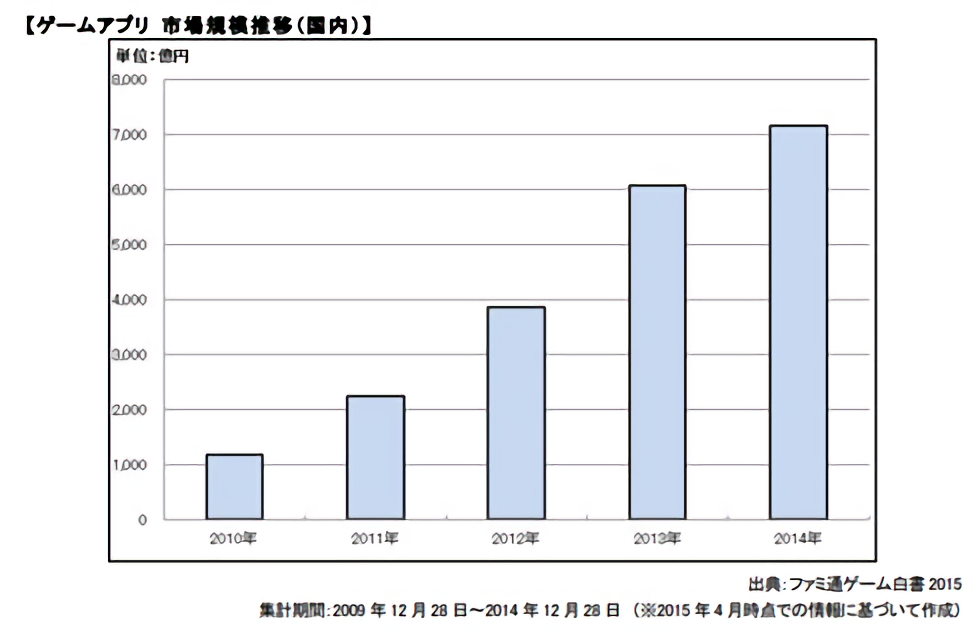 【ゲームアプリ 市場規模推移（国内）】
単位：億円
8,000
7,000
6,000
5,000
4,000
3,000
2,000
1,000
0
2010年 2011年 2012年 2013年 2014年
出典：ファミ通ゲーム白書 2015
集計期間：2009 年 12 月 28 日～2014 年 12 月 28 日 （※2015 年 4 月時点での情報に基づいて作成）